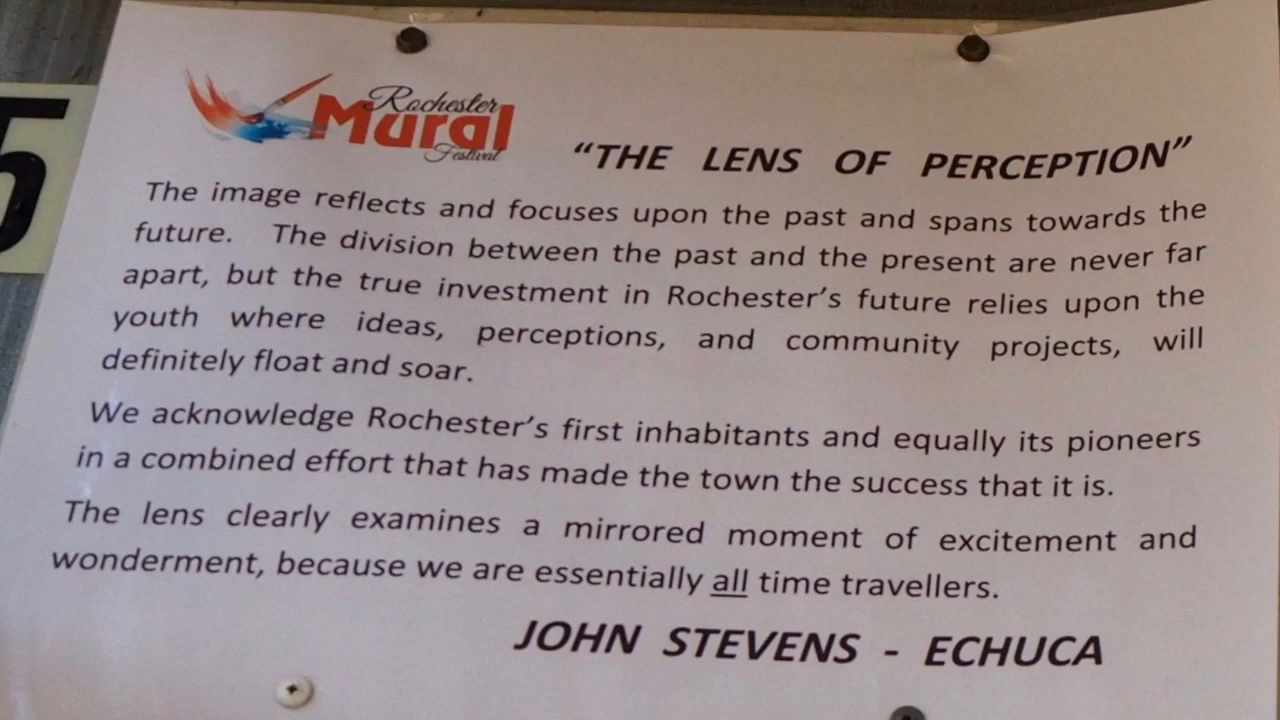 5
Rochester
Mural
Festival
“THE LENS OF PERCEPTION”
The image reflects and focuses upon the past and spans towards the
future. The division between the past and the present are never far
apart, but the true investment in Rochester’s future relies upon the
youth where ideas, perceptions, and community projects, will
definitely float and soar.
We acknowledge Rochester’s first inhabitants and equally its pioneers
in a combined effort that has made the town the success that it is.
The lens clearly examines a mirrored moment of excitement and
wonderment, because we are essentially all time travellers.
JOHN STEVENS - ECHUCA